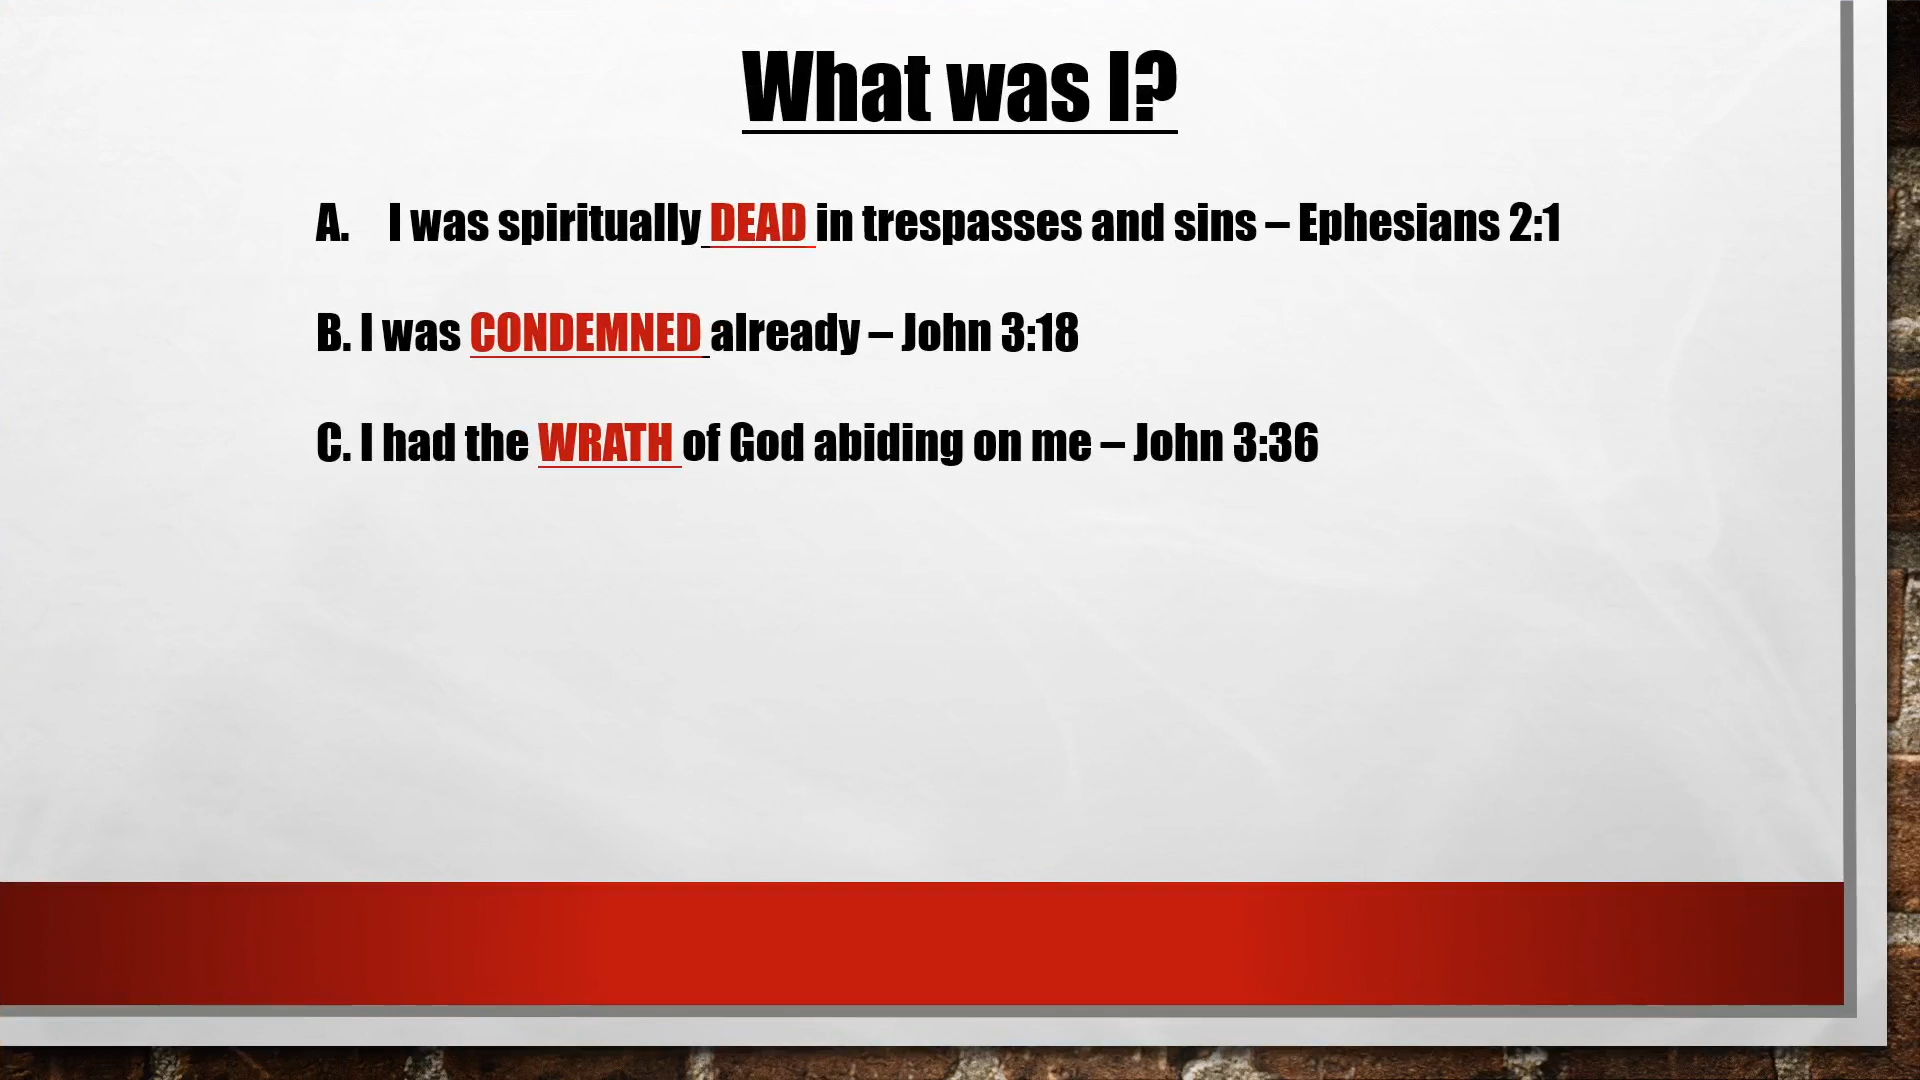 What was I?
A. I was spiritually DEAD in trespasses and sins – Ephesians 2:1
B. I was CONDEMNED already – John 3:18
C. I had the WRATH of God abiding on me – John 3:36